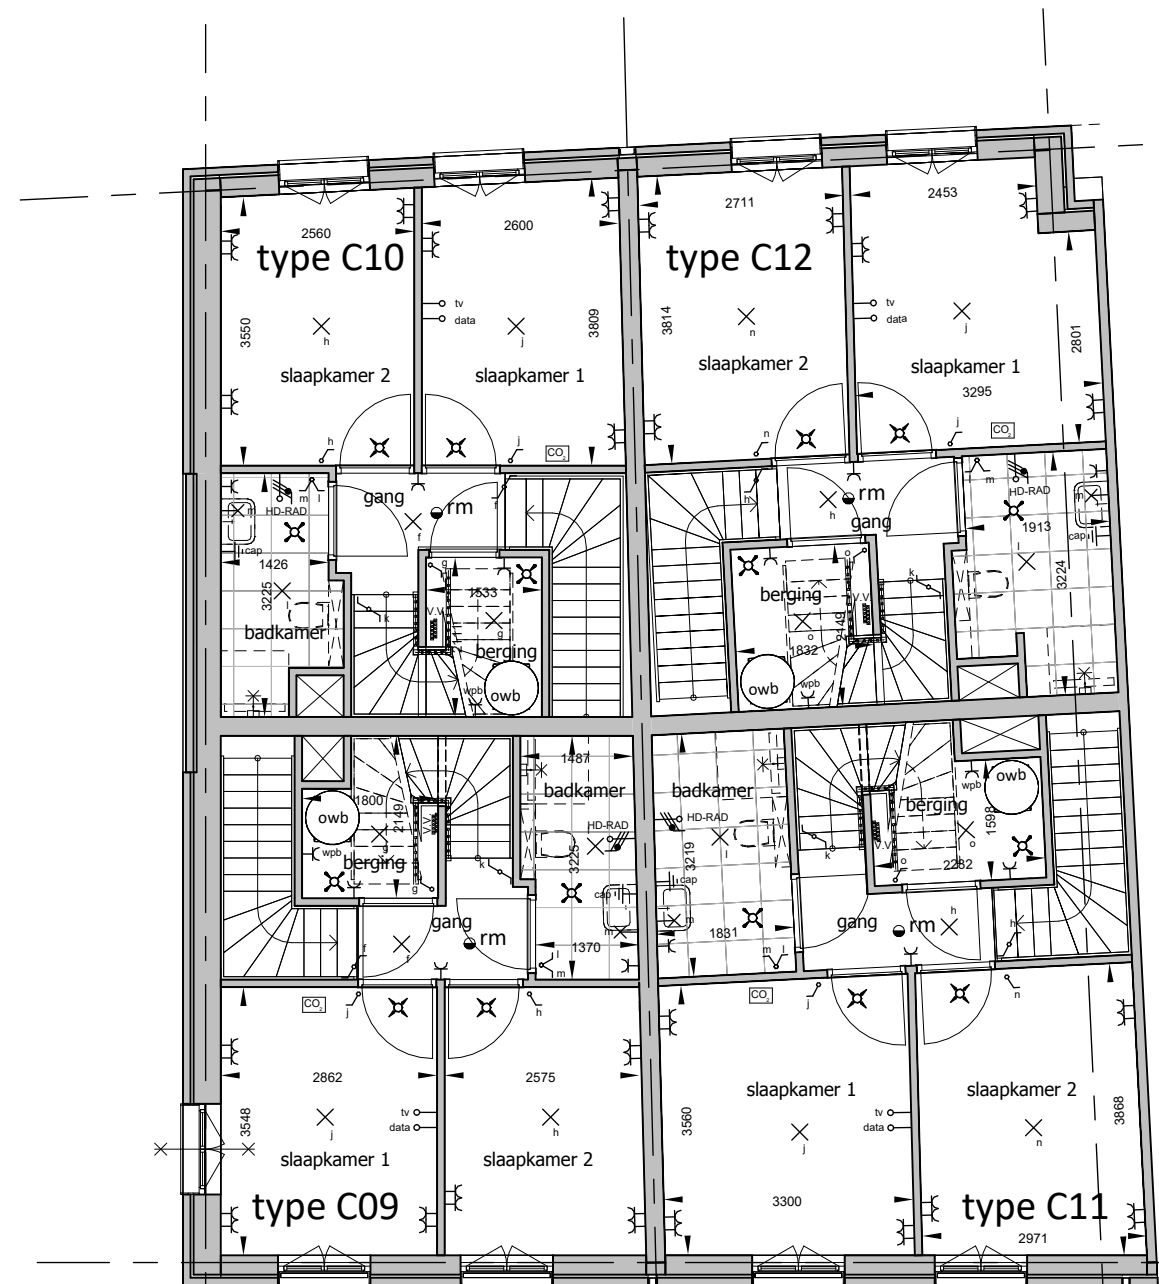 2560
2600
2711
2453
type C10
type C12
3550
3809
3814
2801
tv
data
tv
data
h
j
n
j
slaapkamer 2
slaapkamer 1
slaapkamer 2
slaapkamer 1
3295
h
j
n
j
CO2
CO2
gang
rm
f
f
m
l
HD-RAD
m
cap
1426
3225
badkamer
k
g
1533
V.V.
g
berging
wpb
owb
h
rm
h
gang
o
berging
2149
1832
o
owb
wpb
V.V.
k
m
l
HD-RAD
1913
m
cap
3224
1800
2149
owb
wpb
g
berging
V.V.
g
k
1487
badkamer
HD-RAD
3225
cap
m
1370
l
m
gang
rm
f
f
badkamer
HD-RAD
3219
cap
m
1831
m
l
k
V.V.
o
berging
wpb
owb
1598
o
2282
gang
rm
h
h
CO2
j
h
CO2
j
n
2862
2575
3548
3560
3868
slaapkamer 1
slaapkamer 2
tv
data
tv
data
j
h
j
n
slaapkamer 1
slaapkamer 2
type C09
3300
type C11
2971